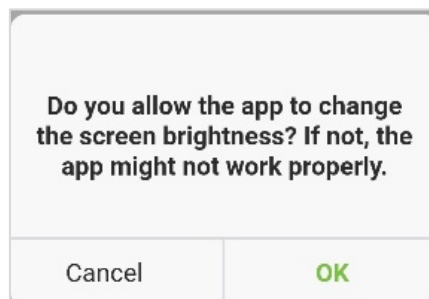 Do you allow the app to change
the screen brightness? If not, the
app might not work properly.
Cancel
OK